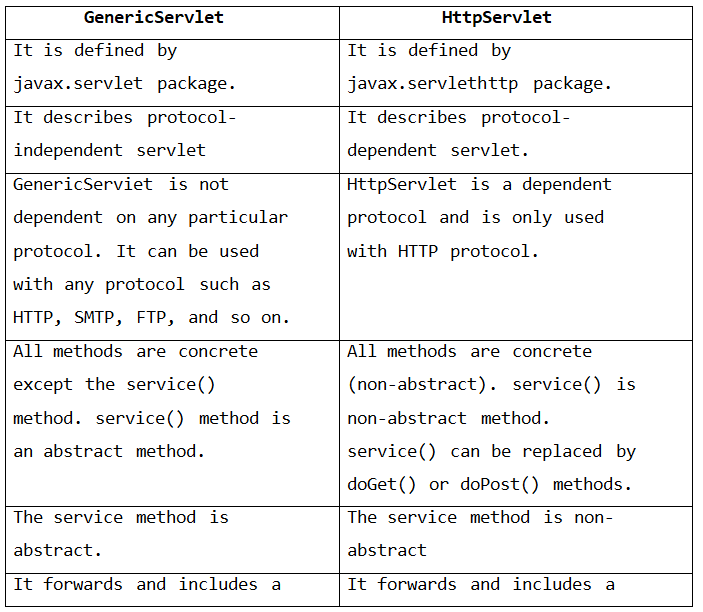 GenericServlet
HttpServlet
It is defined by
javax.servlet package.
It is defined by
javax.servlethttp package.
It describes protocol-
independent servlet
It describes protocol-
dependent servlet.
GenericServiet is not
dependent on any particular
protocol. It can be used
with any protocol such as
HTTP, SMTP, FTP, and so on.
HttpServlet is a dependent
protocol and is only used
with HTTP protocol.
All methods are concrete
except the service()
method. service() method is
an abstract method.
All methods are concrete
(non-abstract). service() is
non-abstract method.
service() can be replaced by
doGet() or doPost() methods.
The service method is
abstract.
The service method is non-
abstract
It forwards and includes a
It forwards and includes a